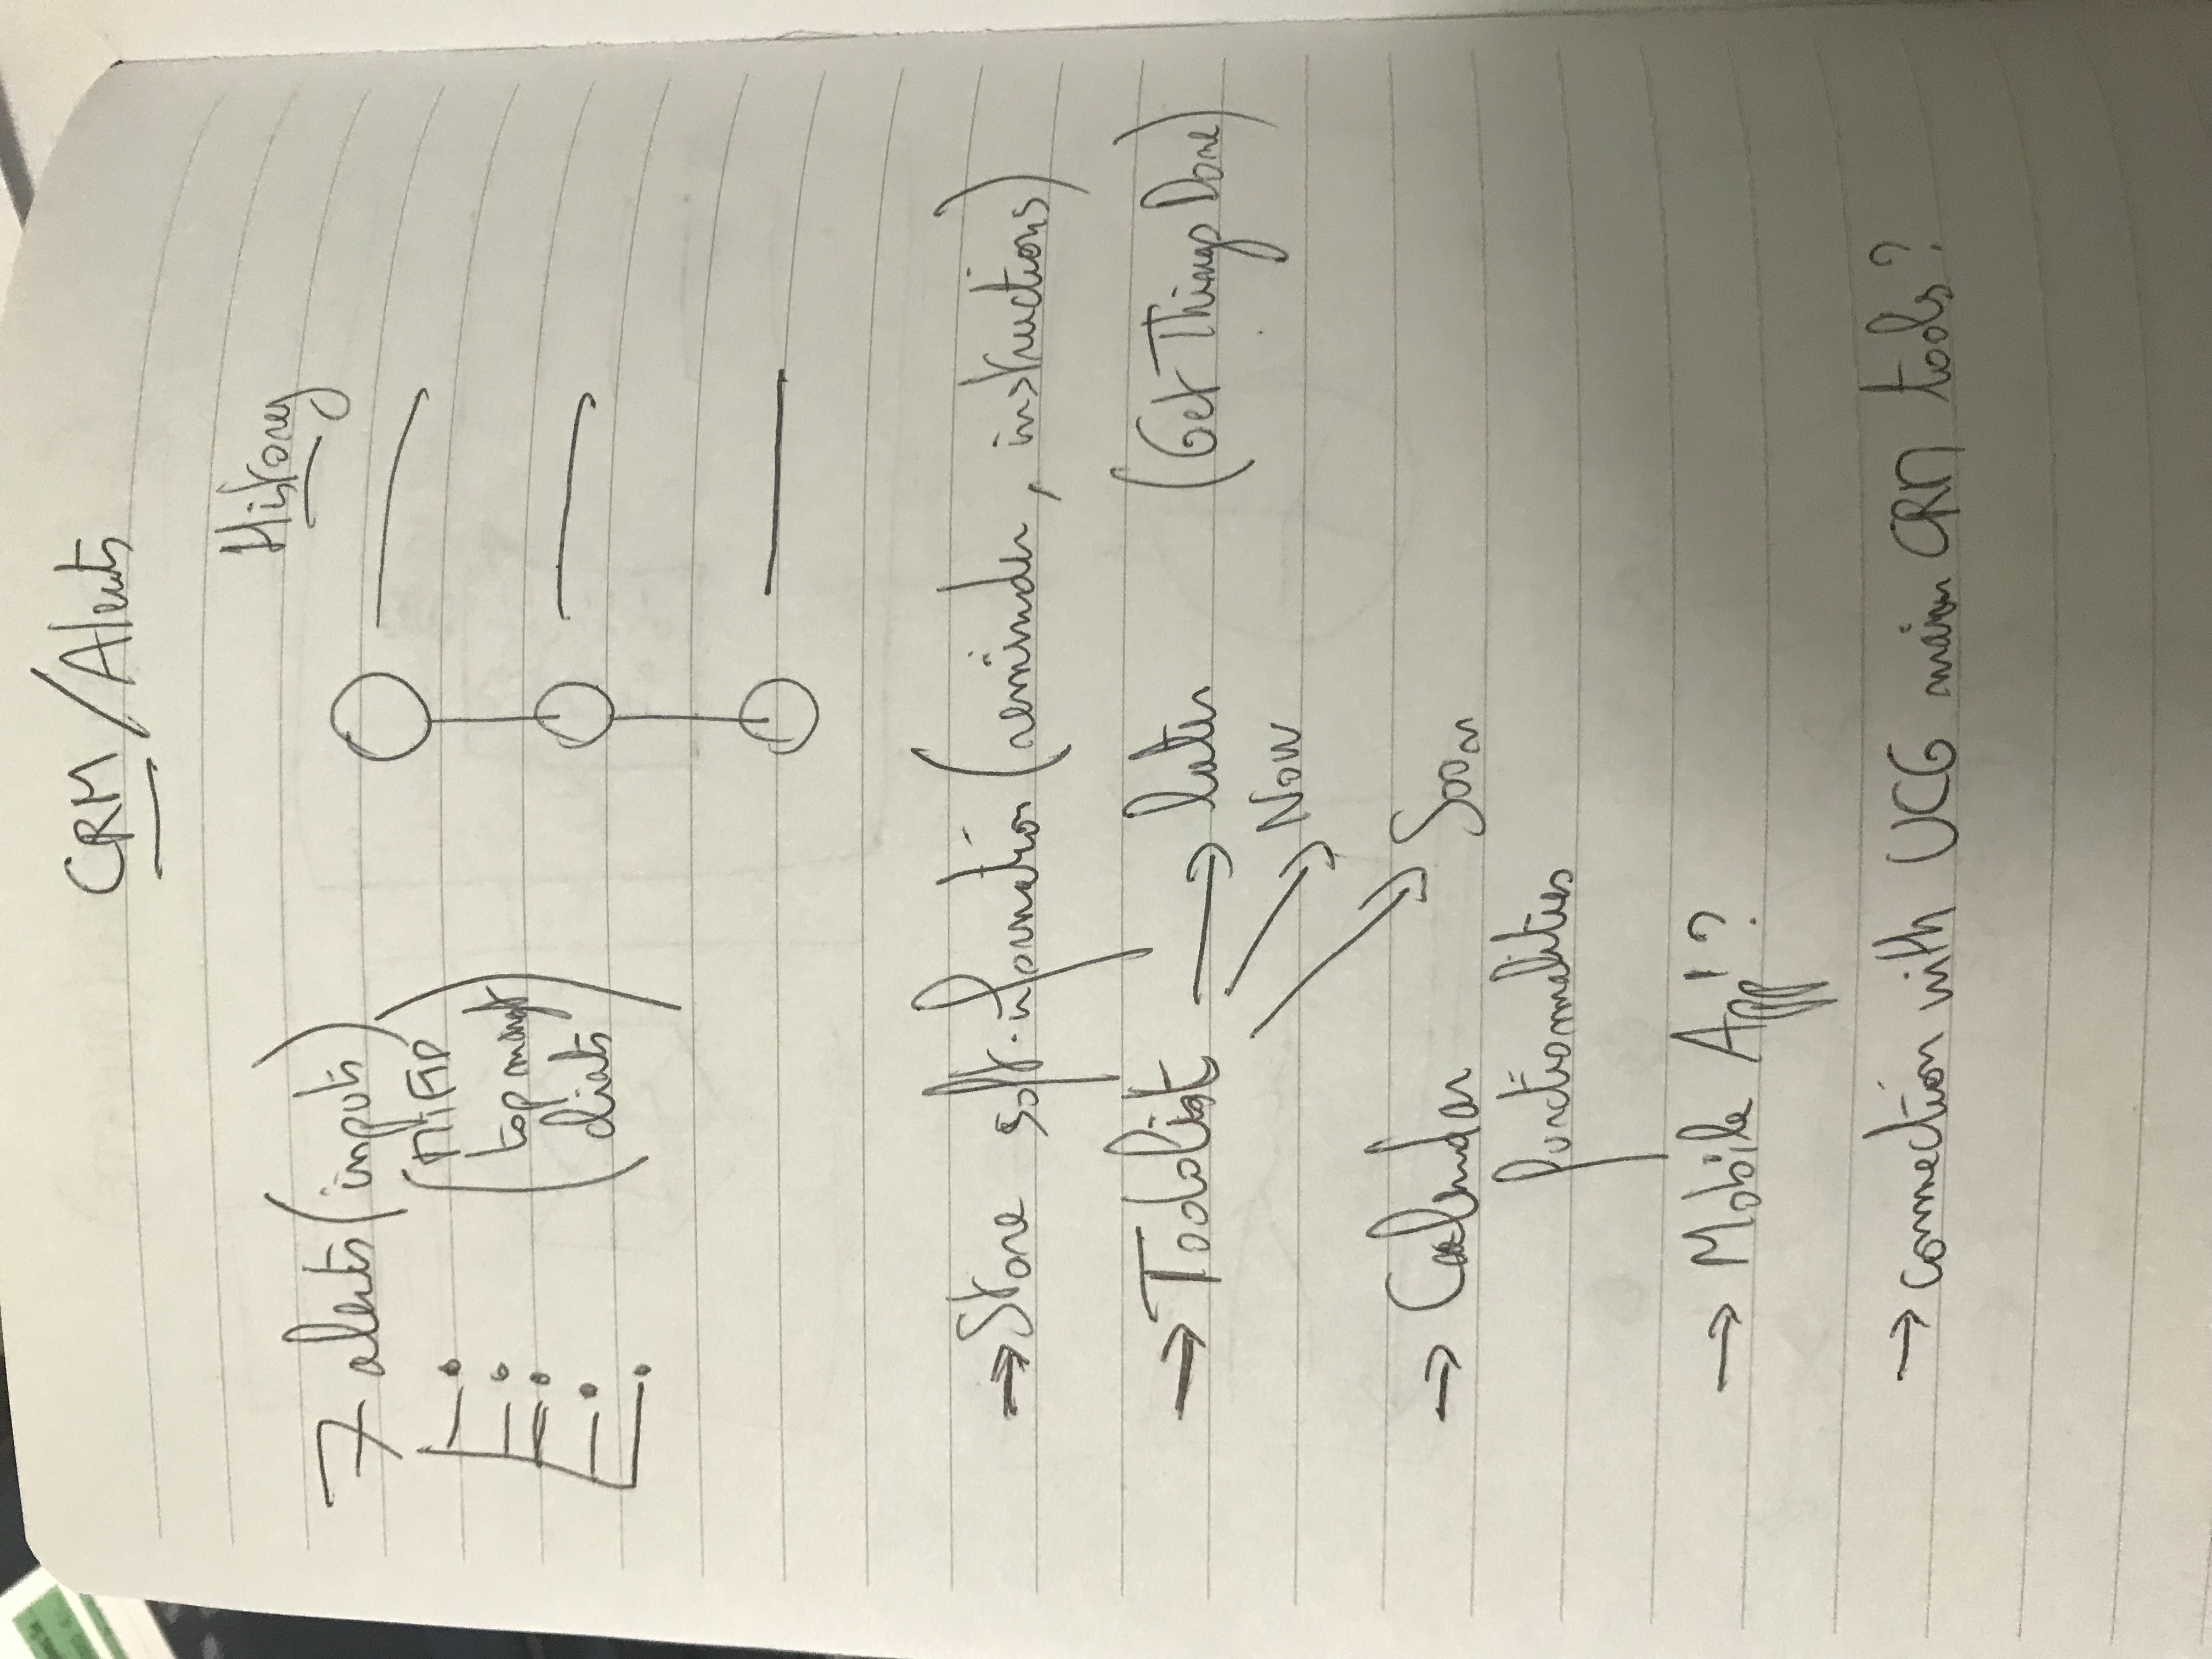 CRM / Alerts
7 alerts (inputs)
(MiFID
top mangt
clients)
History
→ Store soft-information (reminder, instructions)
→ Todolist → later (Get Things Done)
→ Now
→ Soon
→ Calendar
functionnalities
→ Mobile App'?
→ connection with UCG main CRM tools?